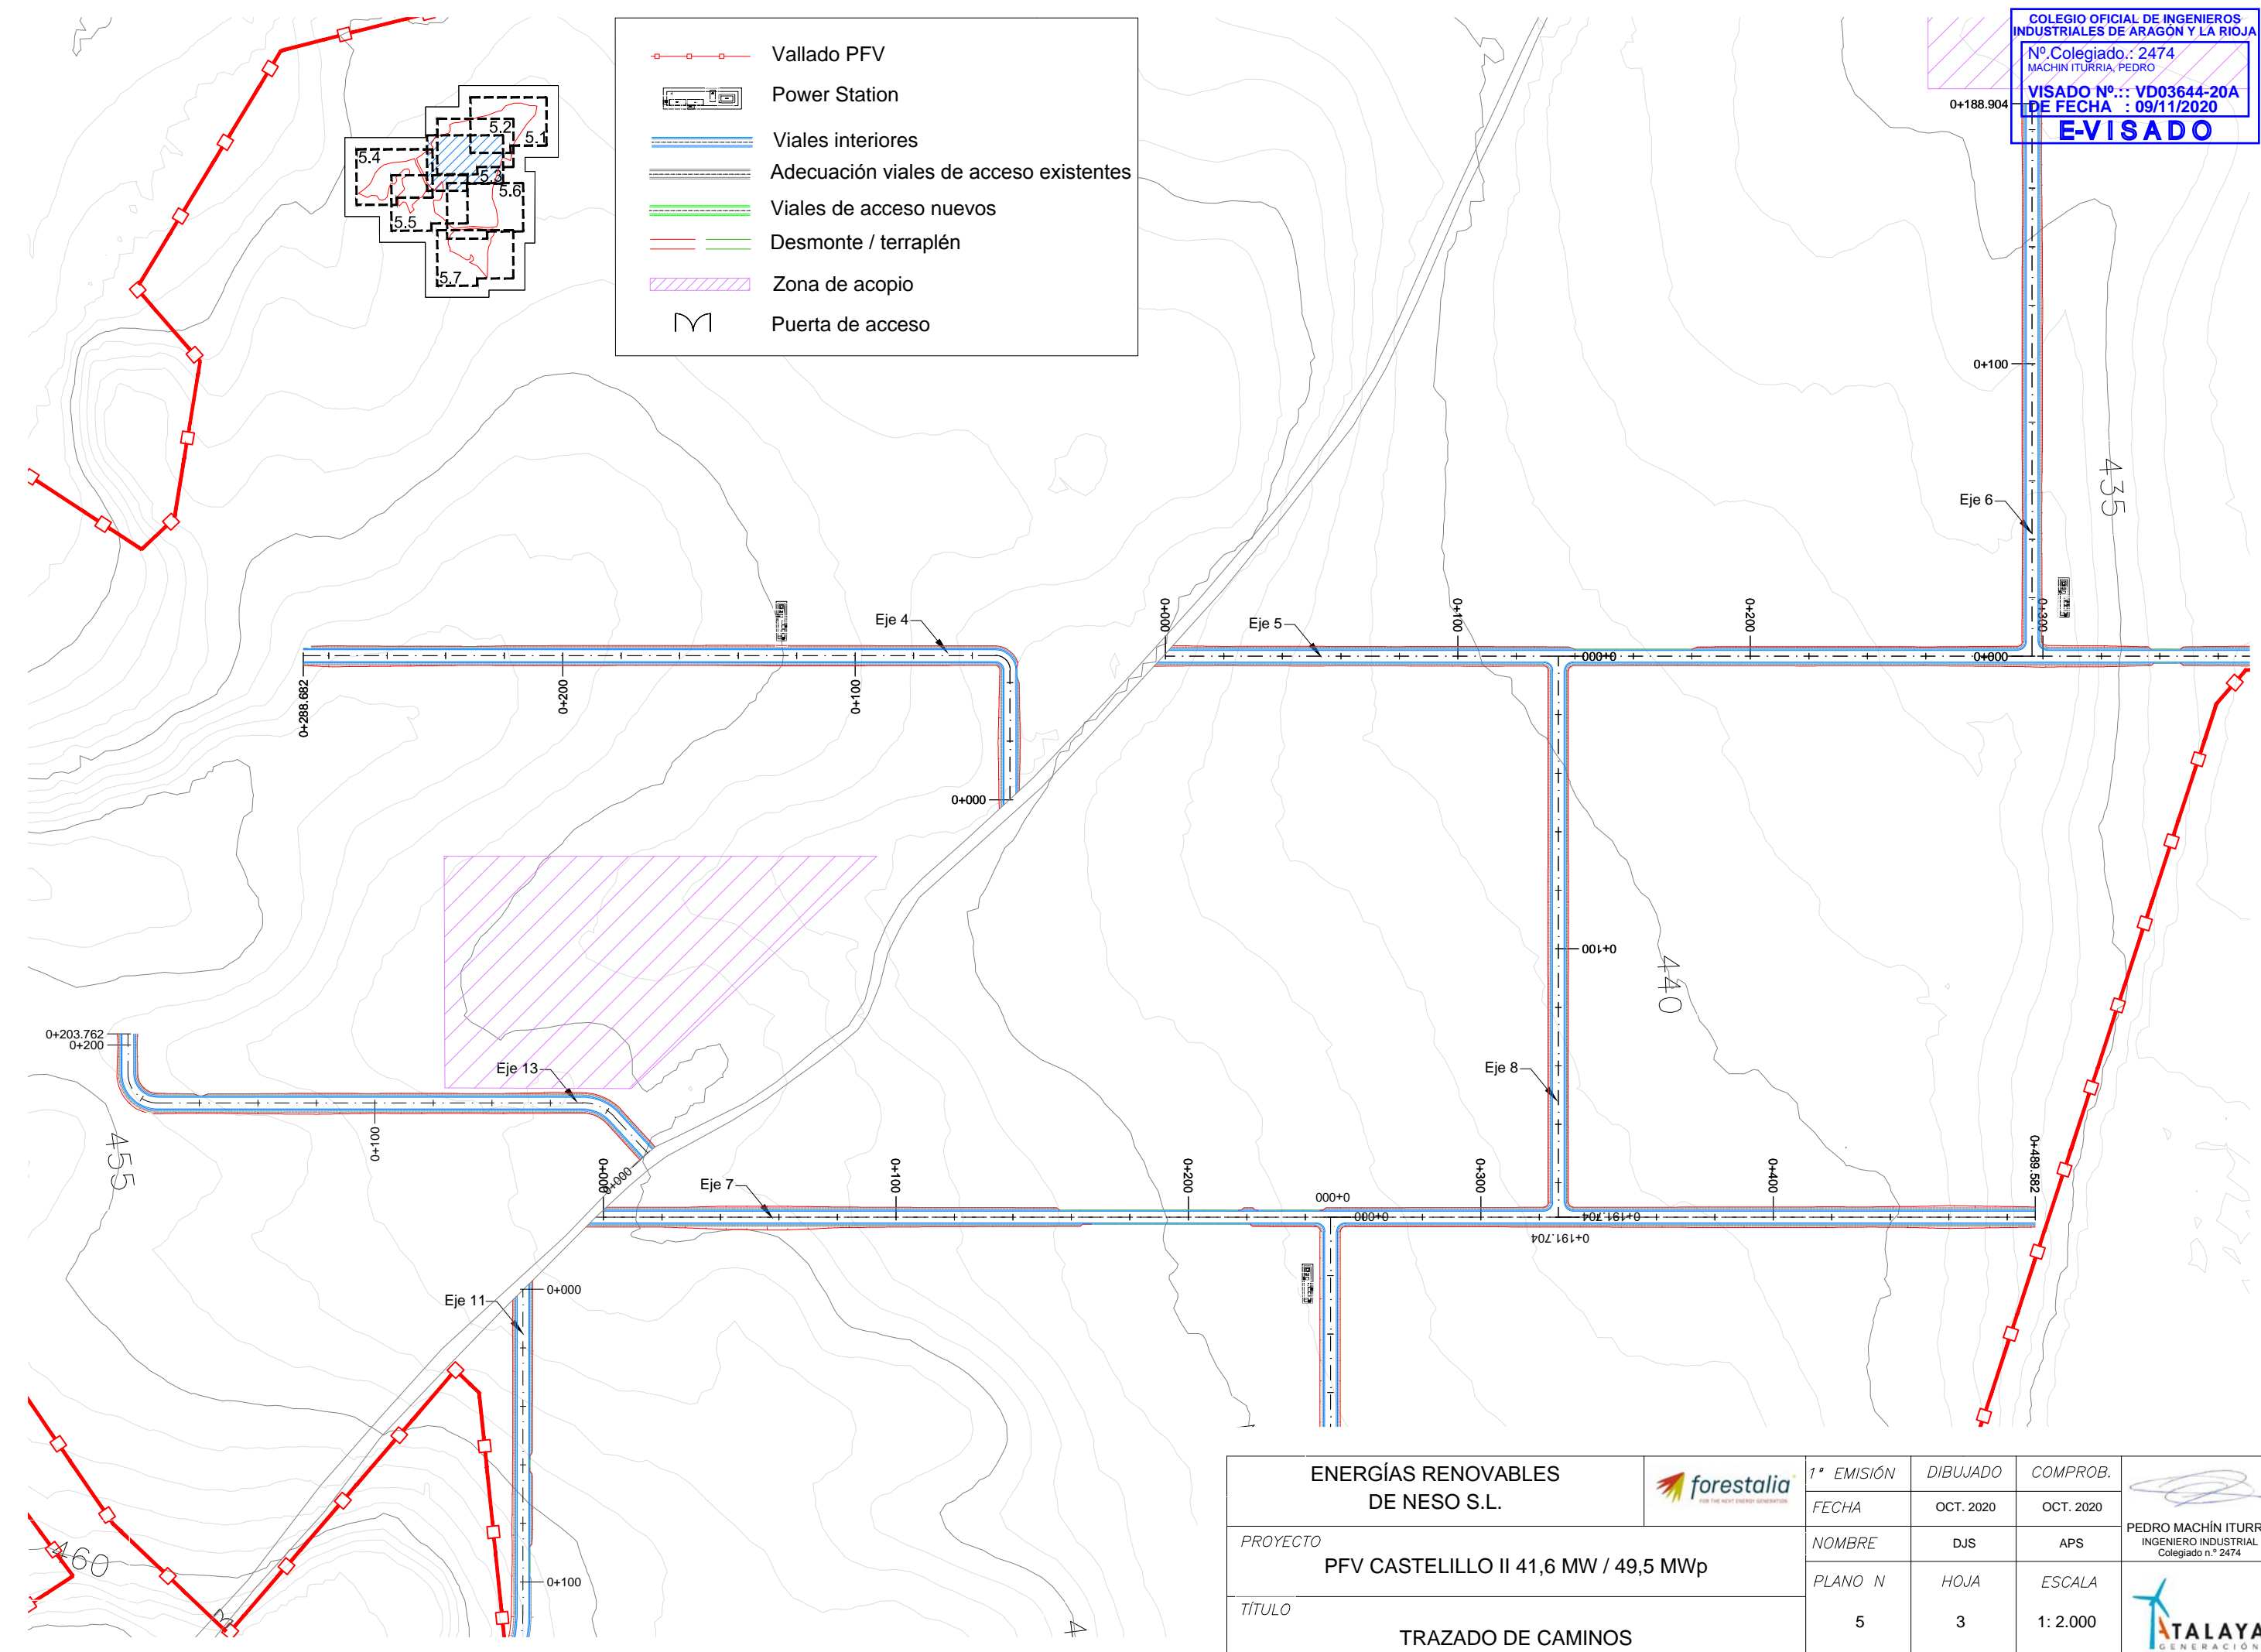 Vallado PFV
Power Station
Viales interiores
Adecuación viales de acceso existentes
Viales de acceso nuevos
Desmonte / terraplén
Zona de acopio
Puerta de acceso
5.1
5.2
5.3
5.4
5.5
5.6
5.7
COLEGIO OFICIAL DE INGENIEROS
INDUSTRIALES DE ARAGÓN Y LA RIOJA
Nº.Colegiado.: 2474
MACHIN ITURRIA, PEDRO
VISADO Nº.:: VD03644-20A
DE FECHA : 09/11/2020
E-VISADO
0+188.904
0+100
435
Eje 6
0+300
0+000
Eje 4
0+288.682
0+200
0+100
0+000
Eje 5
0+000
0+100
0+200
0+000
0+100
440
Eje 8
0+191.704
0+191.704
0+203.762
0+200
Eje 13
0+100
0+000
455
Eje 7
0+000
0+100
0+200
0+000
0+000
0+300
0+400
0+489.582
Eje 11
0+000
0+100
460
4
ENERGÍAS RENOVABLES
DE NESO S.L.
forestalia
FOR THE NEXT ENERGY GENERATION
PROYECTO
PFV CASTELILLO II 41,6 MW / 49,5 MWp
TÍTULO
TRAZADO DE CAMINOS
1ª EMISIÓN
DIBUJADO
COMPROB.
FECHA
OCT. 2020
OCT. 2020
NOMBRE
DJS
APS
PLANO N
HOJA
ESCALA
5
3
1: 2.000
PEDRO MACHÍN ITURR
INGENIERO INDUSTRIAL
Colegiado n.º 2474
ATALAYA
GENERACIÓN